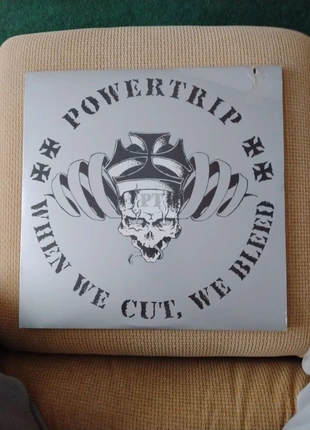 POWERTRIP
PT
WHEN WE CUT, WE BLEED